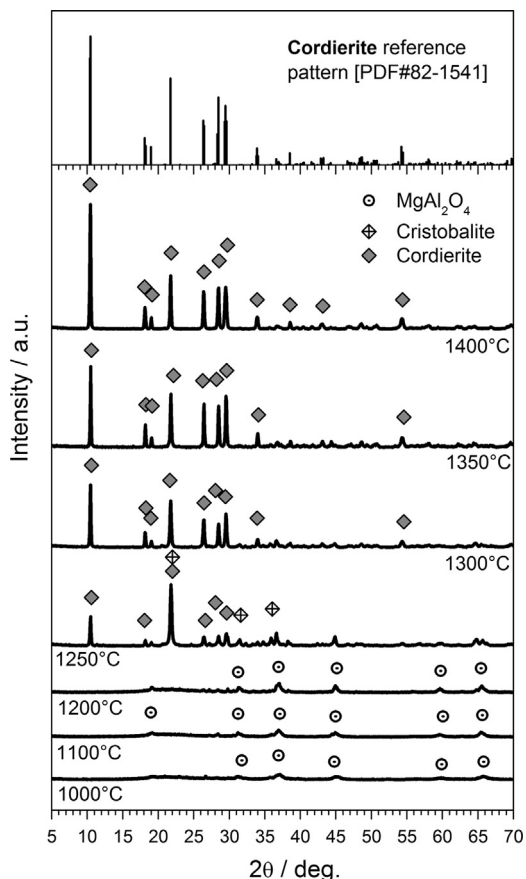 Cordierite reference
pattern [PDF#82-1541]
MgAl₂O₄
Cristobalite
Cordierite
1400°C
1350°C
1300°C
1250°C
1200°C
1100°C
1000°C
Intensity / a.u.
5 10 15 20 25 30 35 40 45 50 55 60 65 70
2θ / deg.